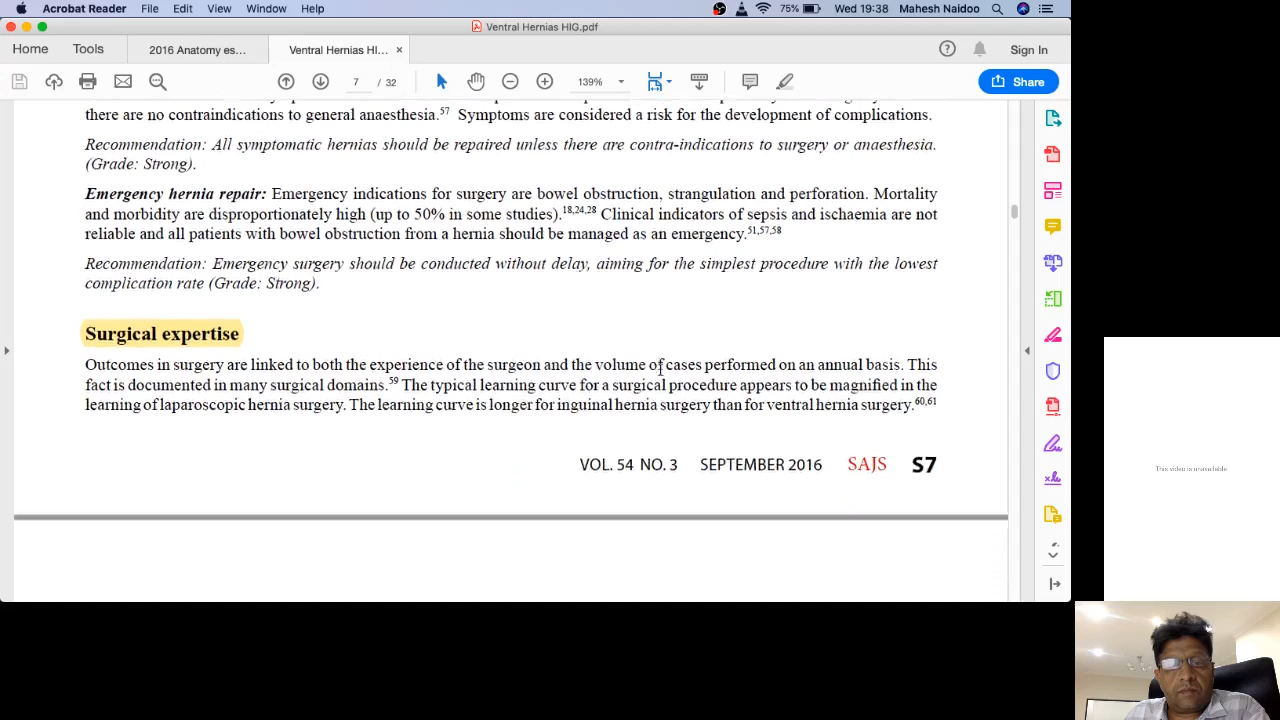 Acrobat Reader File Edit View Window Help 75% Wed 19:38 Mahesh Naidoo
Ventral Hernias HIG.pdf
Home Tools 2016 Anatomy es... Ventral Hernias HI... × Sign In
7 / 32 139% Share
there are no contraindications to general anaesthesia.57 Symptoms are considered a risk for the development of complications.
Recommendation: All symptomatic hernias should be repaired unless there are contra-indications to surgery or anaesthesia.
(Grade: Strong).
Emergency hernia repair: Emergency indications for surgery are bowel obstruction, strangulation and perforation. Mortality
and morbidity are disproportionately high (up to 50% in some studies).18,24,28 Clinical indicators of sepsis and ischaemia are not
reliable and all patients with bowel obstruction from a hernia should be managed as an emergency.51,57,58
Recommendation: Emergency surgery should be conducted without delay, aiming for the simplest procedure with the lowest
complication rate (Grade: Strong).
Surgical expertise
Outcomes in surgery are linked to both the experience of the surgeon and the volume of cases performed on an annual basis. This
fact is documented in many surgical domains.59 The typical learning curve for a surgical procedure appears to be magnified in the
learning of laparoscopic hernia surgery. The learning curve is longer for inguinal hernia surgery than for ventral hernia surgery.60,61
VOL. 54 NO. 3 SEPTEMBER 2016 SAJS S7
This video is unavailable